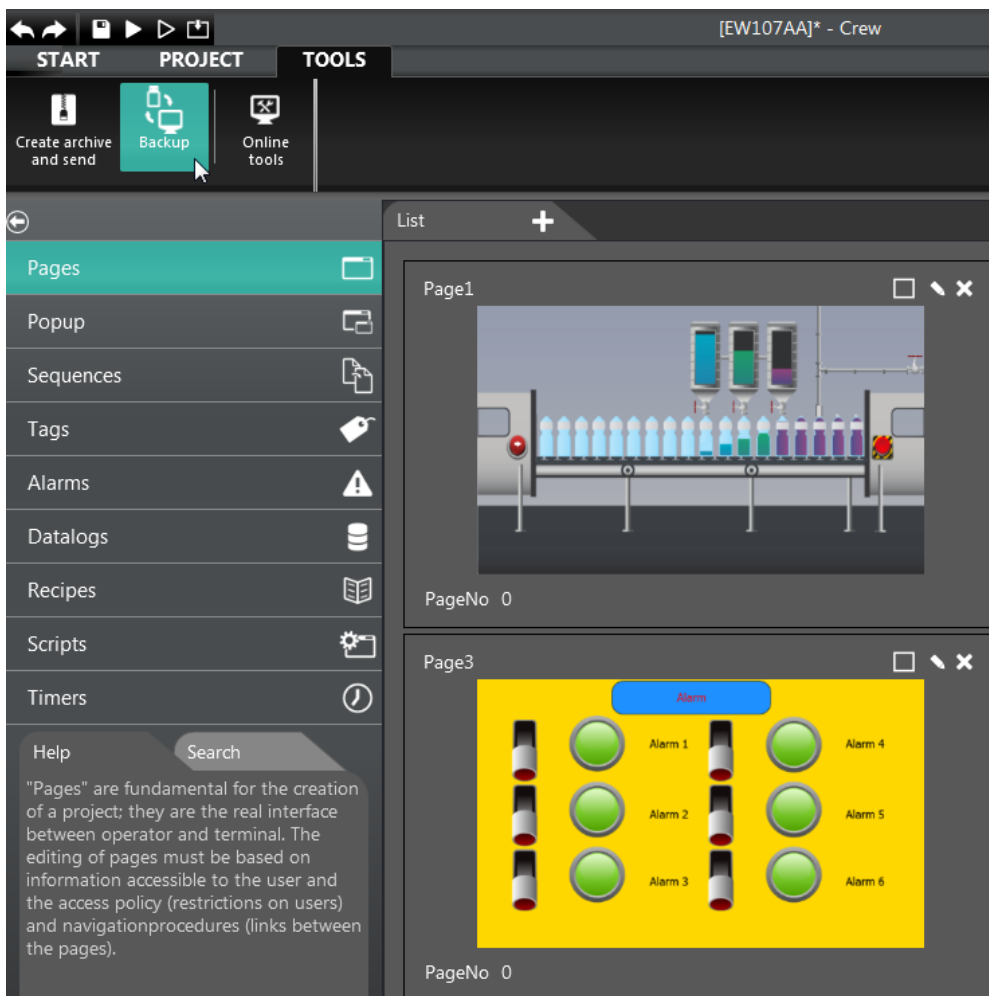 [EW107AA]* - Crew
START PROJECT TOOLS
Create archive
and send
Backup
Online
tools
List
Pages
Popup
Sequences
Tags
Alarms
Datalogs
Recipes
Scripts
Timers
Help Search
"Pages" are fundamental for the creation
of a project; they are the real interface
between operator and terminal. The
editing of pages must be based on
information accessible to the user and
the access policy (restrictions on users)
and navigationprocedures (links between
the pages).
Page1
PageNo 0
Page3
Alarm
Alarm 1
Alarm 4
Alarm 2
Alarm 5
Alarm 3
Alarm 6
PageNo 0